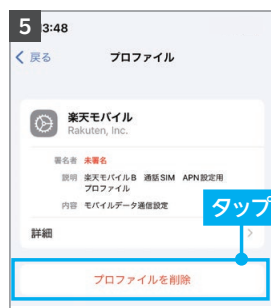 5
3:48
戻る
プロファイル
楽天モバイル
Rakuten, Inc.
署名者 未署名
説明 楽天モバイルB 通話SIM APN設定用
プロファイル
内容 モバイルデータ通信設定
タップ
詳細
プロファイルを削除